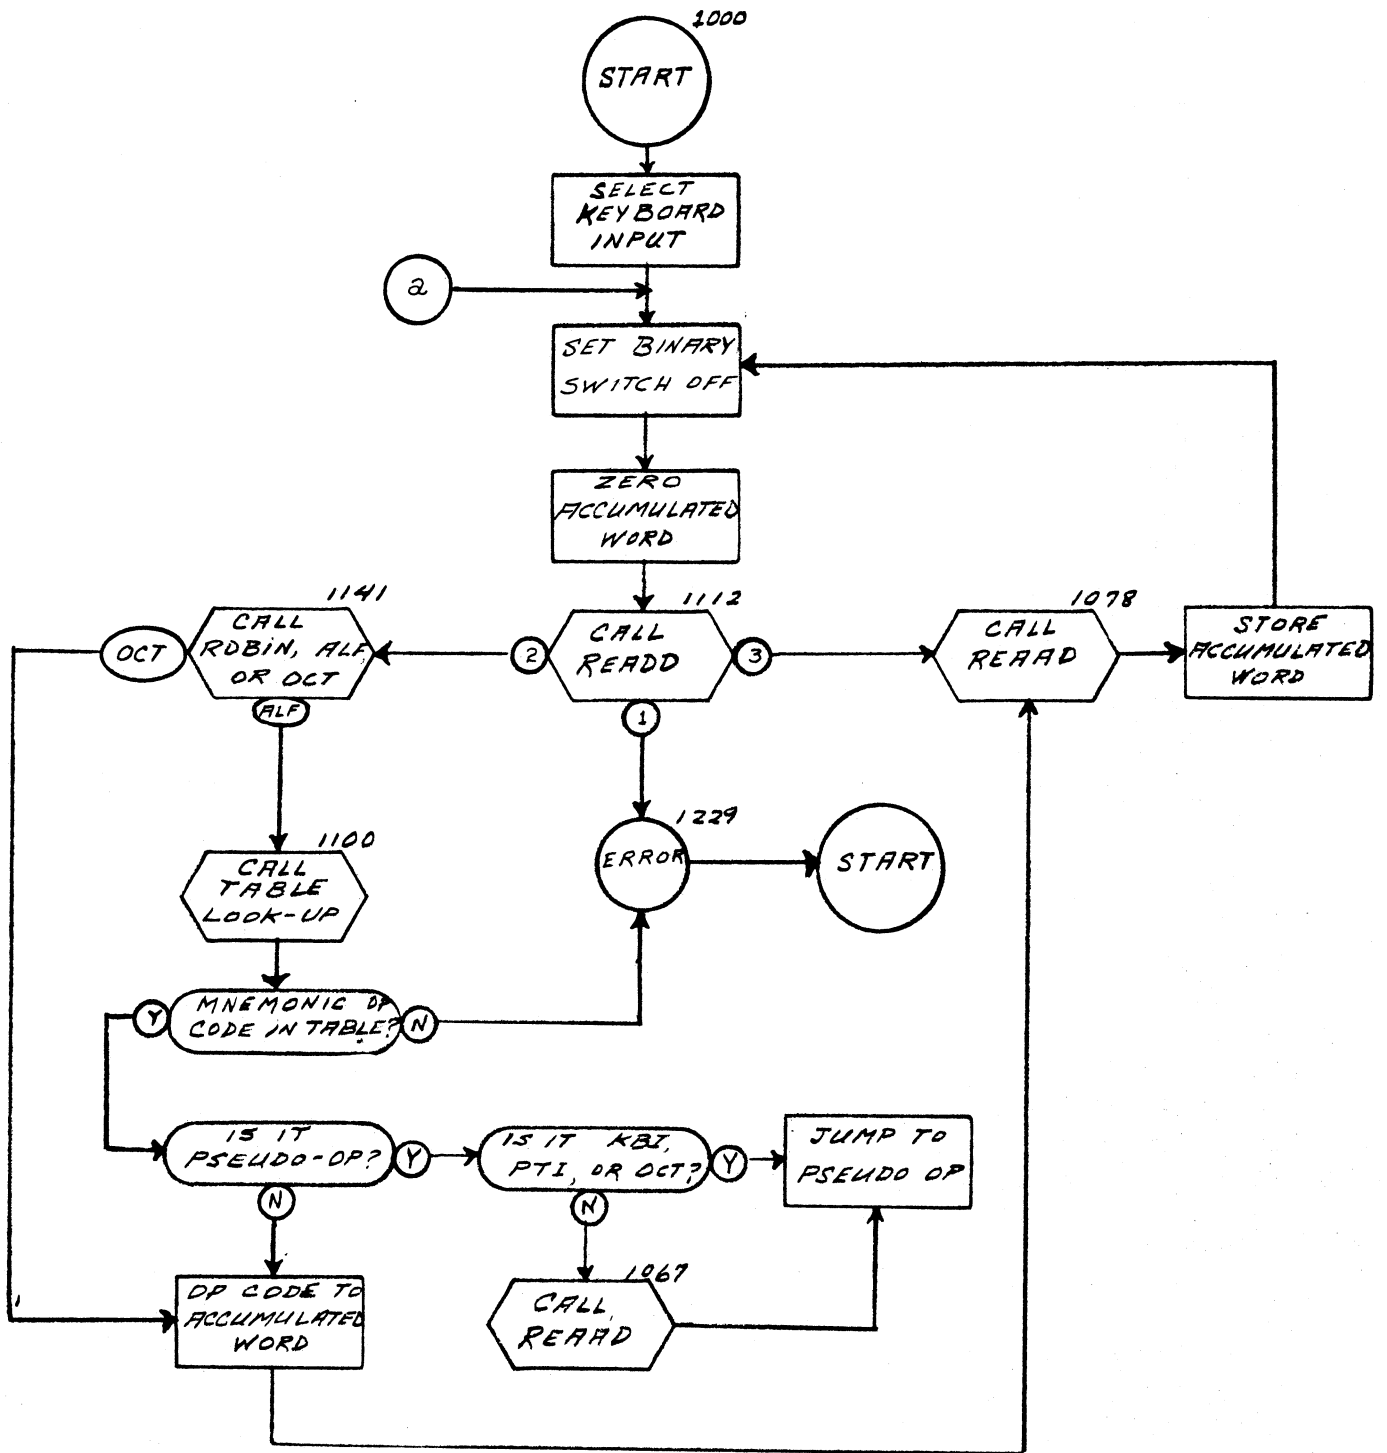 1000
START
SELECT
KEYBOARD
INPUT
a
SET BINARY
SWITCH OFF
ZERO
ACCUMULATED
WORD
1141
CALL
RDBIN, ALF,
OR OCT
OCT
ALF
1112
CALL
READD
2
3
1
1078
CALL
REAAD
STORE
ACCUMULATED
WORD
1100
CALL
TABLE
LOOK-UP
1229
ERROR
START
MNEMONIC OP
CODE IN TABLE?
Y
N
IS IT
PSEUDO-OP?
Y
N
IS IT KBI,
PTI, OR OCT?
Y
N
JUMP TO
PSEUDO OP
OP CODE TO
ACCUMULATED
WORD
1067
CALL
REAAD